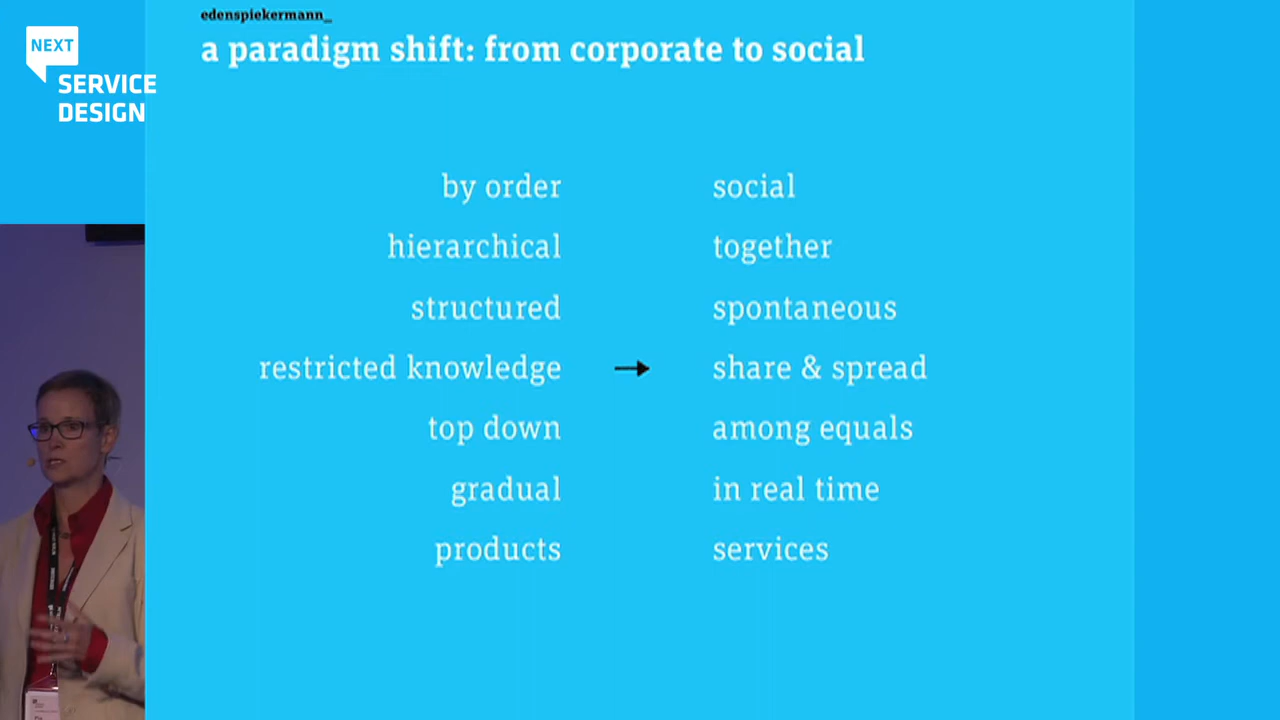 edenspiekermann_
a paradigm shift: from corporate to social
NEXT
SERVICE
DESIGN
by order social
hierarchical together
structured spontaneous
restricted knowledge → share & spread
top down among equals
gradual in real time
products services